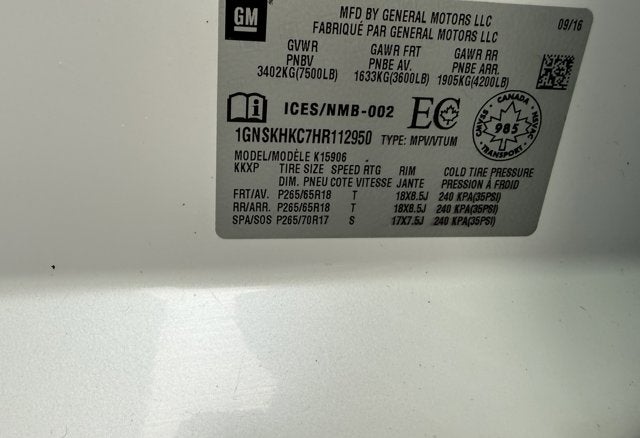 GM
MFD BY GENERAL MOTORS LLC
FABRIQUÉ PAR GENERAL MOTORS LLC
09/16
GVWR GAWR FRT GAWR RR
PNBV PNBE AV. PNBE ARR.
3402KG(7500LB) 1633KG(3600LB) 1905KG(4200LB)
i ICES/NMB-002 EC
CANADA
CMVSS 985 NSVAC
1GNSKHKC7HR112950 TYPE: MPV/VTUM
MODEL/MODÈLE K15906
KKXP TIRE SIZE SPEED RTG RIM COLD TIRE PRESSURE
DIM. PNEU COTE VITESSE JANTE PRESSION À FROID
FRT/AV. P265/65R18 T 18X8.5J 240 KPA(35PSI)
RR/ARR. P265/65R18 T 18X8.5J 240 KPA(35PSI)
SPA/SOS P265/70R17 S 17X7.5J 240 KPA(35PSI)